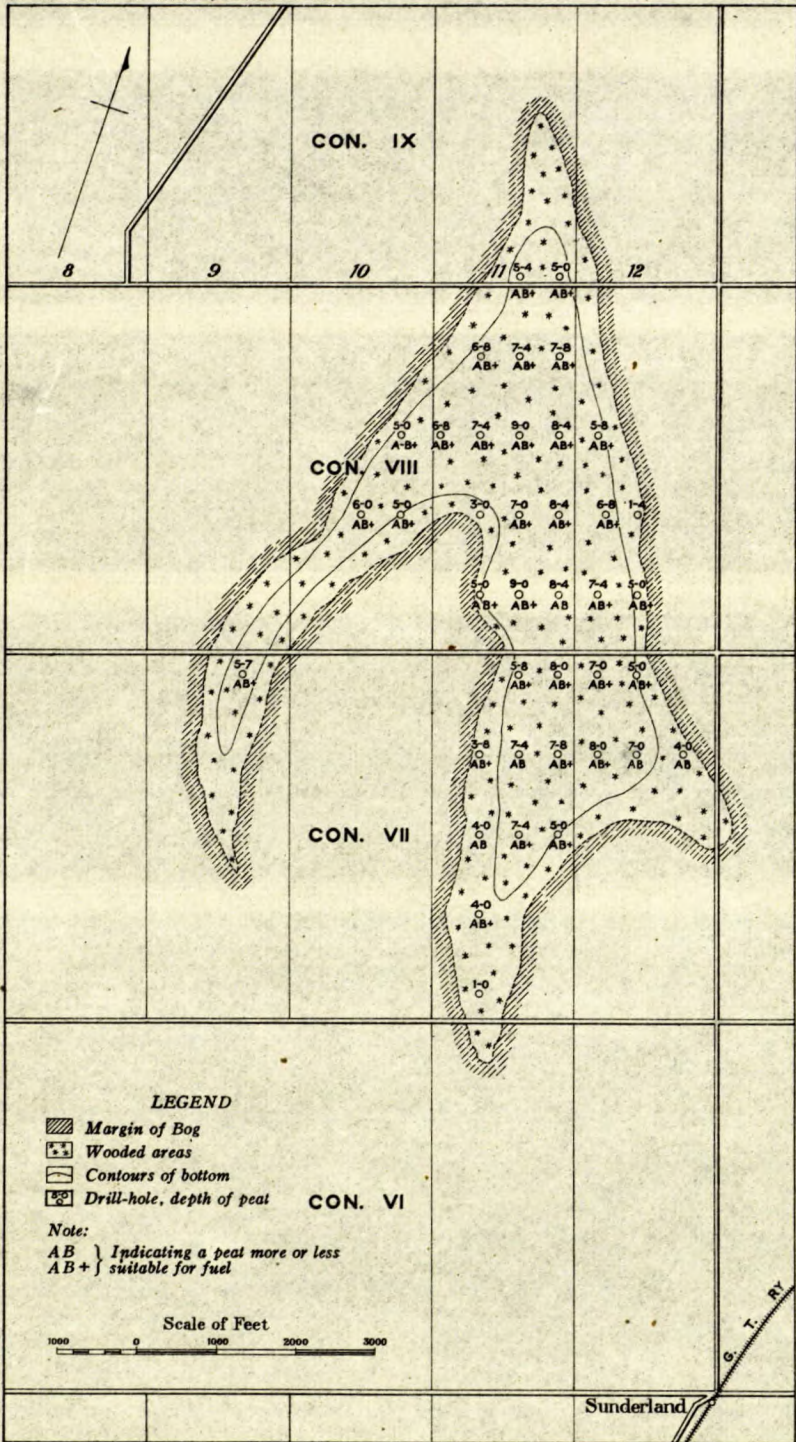 CON. IX
8 9 10 11 12
5-4 5-0
AB+ AB+
6-8 7-4 7-8
AB+ AB+ AB+
5-0 6-8 7-4 9-0 8-4 5-8
A-B+ AB+ AB+ AB+ AB+ AB+
CON. VIII
6-0 5-0 3-0 7-0 8-4 6-8 1-4
AB+ AB+ AB+ AB+ AB+
5-0 9-0 8-4 7-4 5-0
AB+ AB+ AB AB+ AB+
5-7 5-8 8-0 7-0 5-0
AB+ AB+ AB+ AB+ AB+
3-8 7-4 7-8 8-0 7-0 4-0
AB+ AB AB+ AB+ AB AB
CON. VII
4-0 7-4 5-0
AB AB+ AB+
4-0
AB+
1-0
LEGEND
Margin of Bog
Wooded areas
Contours of bottom
Drill-hole, depth of peat
CON. VI
Note:
AB } Indicating a peat more or less
AB+ } suitable for fuel
Scale of Feet
1000 0 1000 2000 3000
G. T. RY
Sunderland